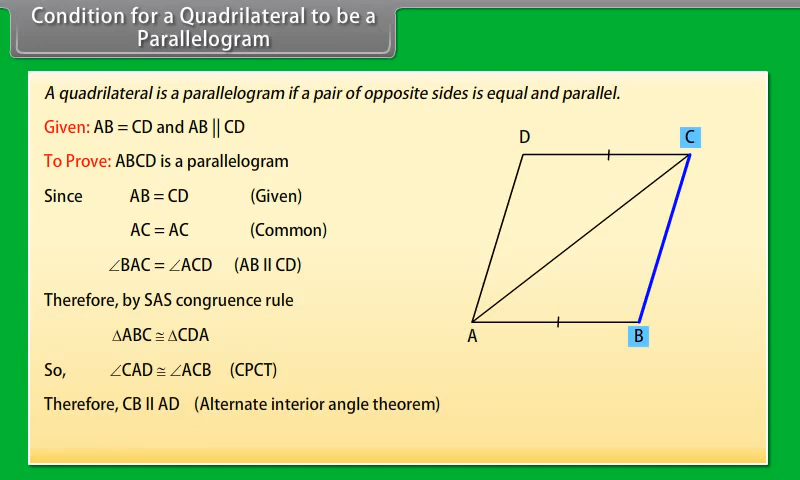 Condition for a Quadrilateral to be a
Parallelogram
A quadrilateral is a parallelogram if a pair of opposite sides is equal and parallel.
Given: AB = CD and AB || CD
To Prove: ABCD is a parallelogram
Since AB = CD (Given)
AC = AC (Common)
∠BAC = ∠ACD (AB II CD)
Therefore, by SAS congruence rule
ΔABC ≅ ΔCDA
So, ∠CAD ≅ ∠ACB (CPCT)
Therefore, CB II AD (Alternate interior angle theorem)
D C
A B